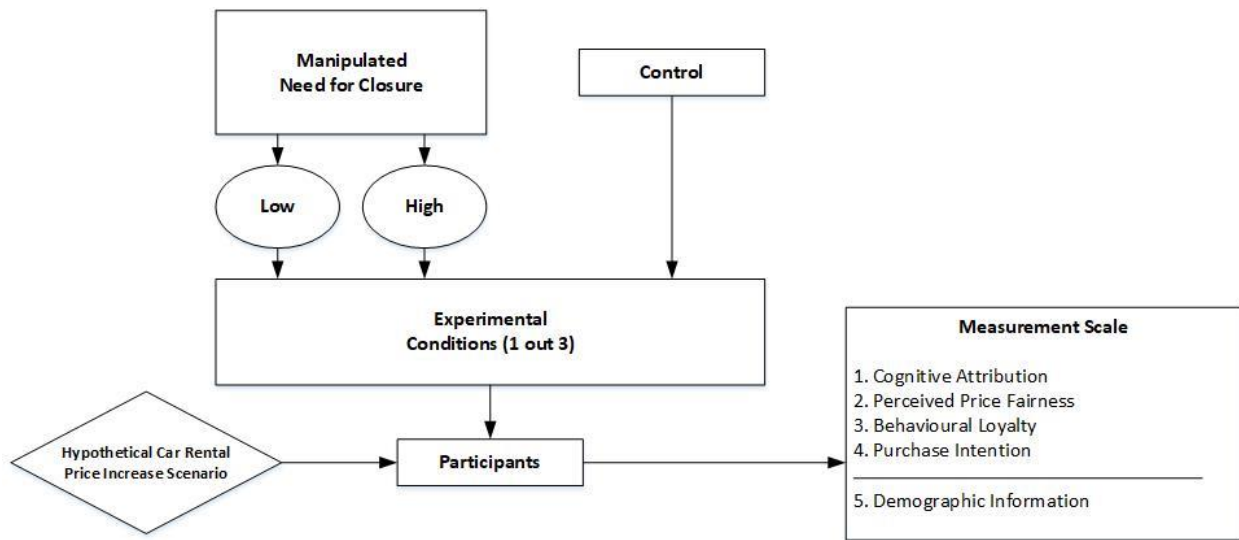 Manipulated
Need for Closure
Control
Low
High
Experimental
Conditions (1 out 3)
Hypothetical Car Rental
Price Increase Scenario
Participants
Measurement Scale
1. Cognitive Attribution
2. Perceived Price Fairness
3. Behavioural Loyalty
4. Purchase Intention
5. Demographic Information